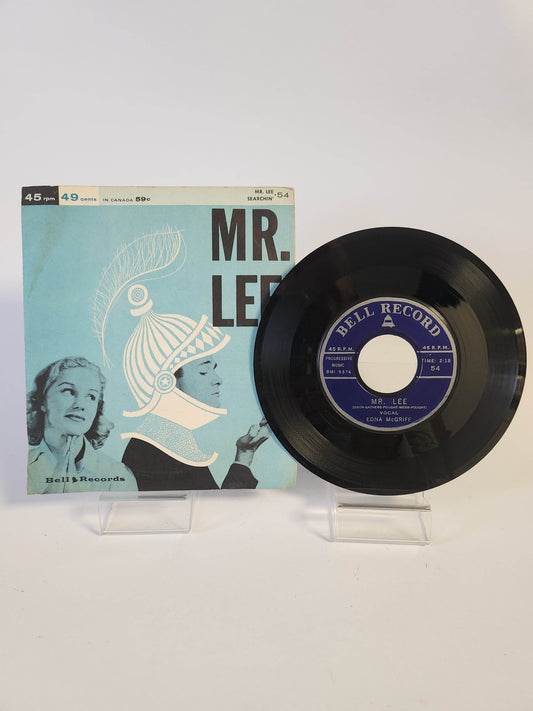 45 rpm 49 cents IN CANADA 59c
MR. LEE
SEARCHIN' 54
MR.
LEE
Bell Records
BELL RECORD
45 R.P.M. 45 R.P.M.
PROGRESSIVE
MUSIC
BMI
TIME: 2:18
54
MR. LEE
VOCAL
EDNA McGRIFF